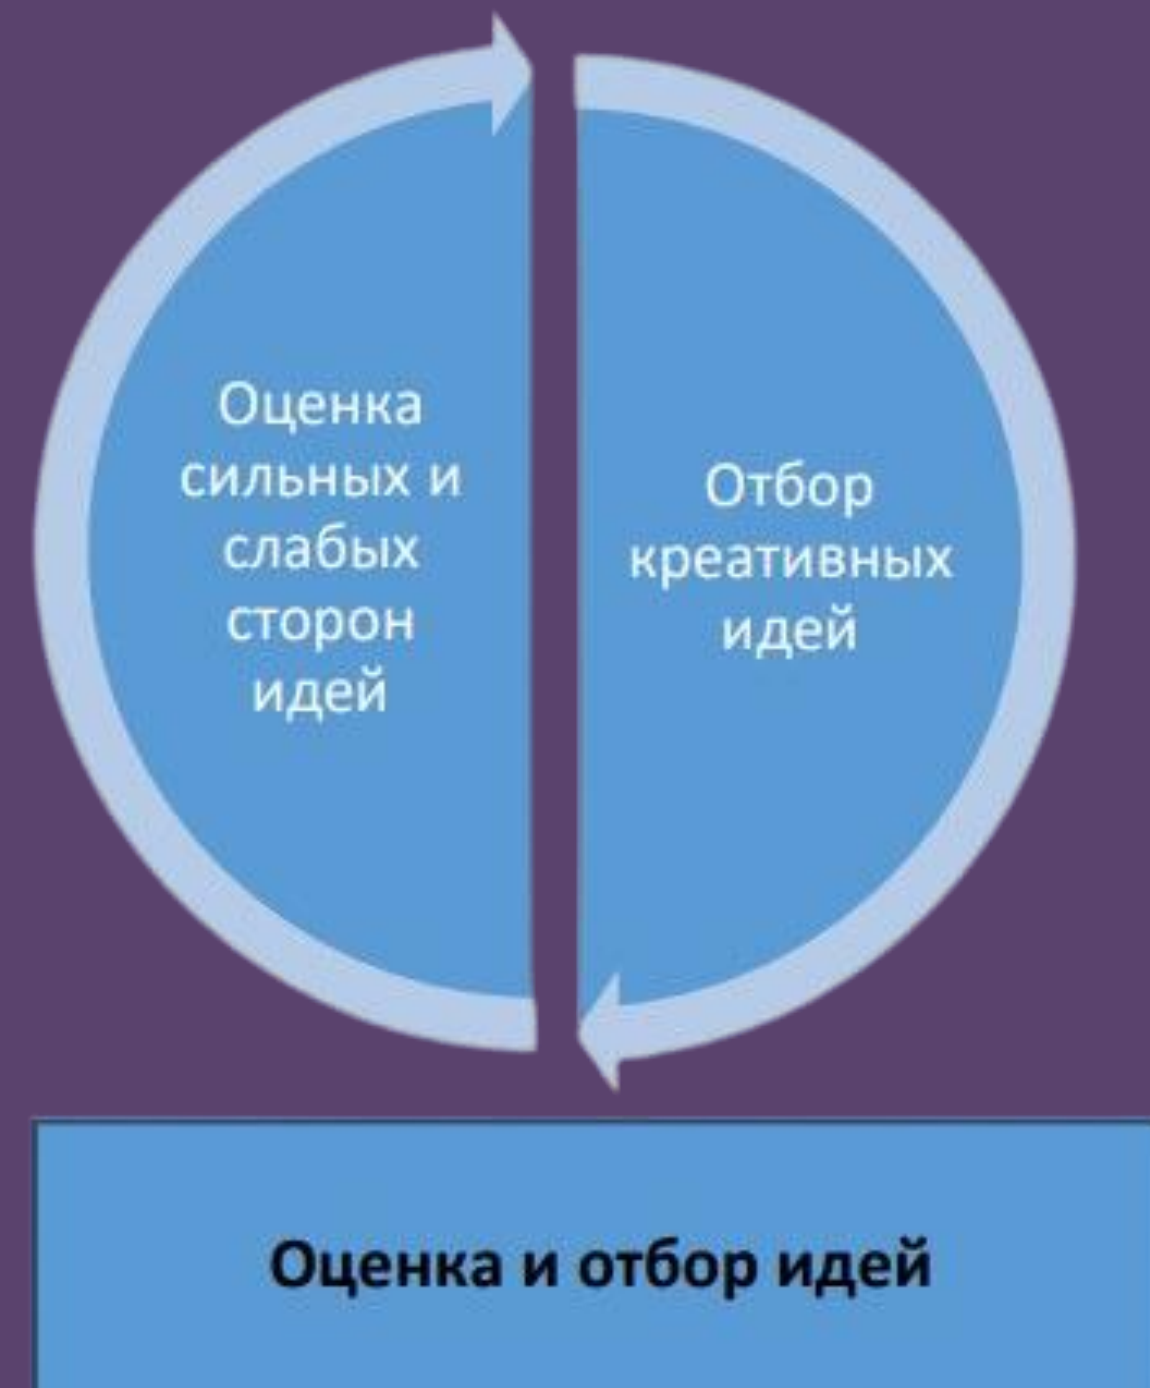 Оценка
сильных и
слабых
сторон
идей
Отбор
креативных
идей
Оценка и отбор идей